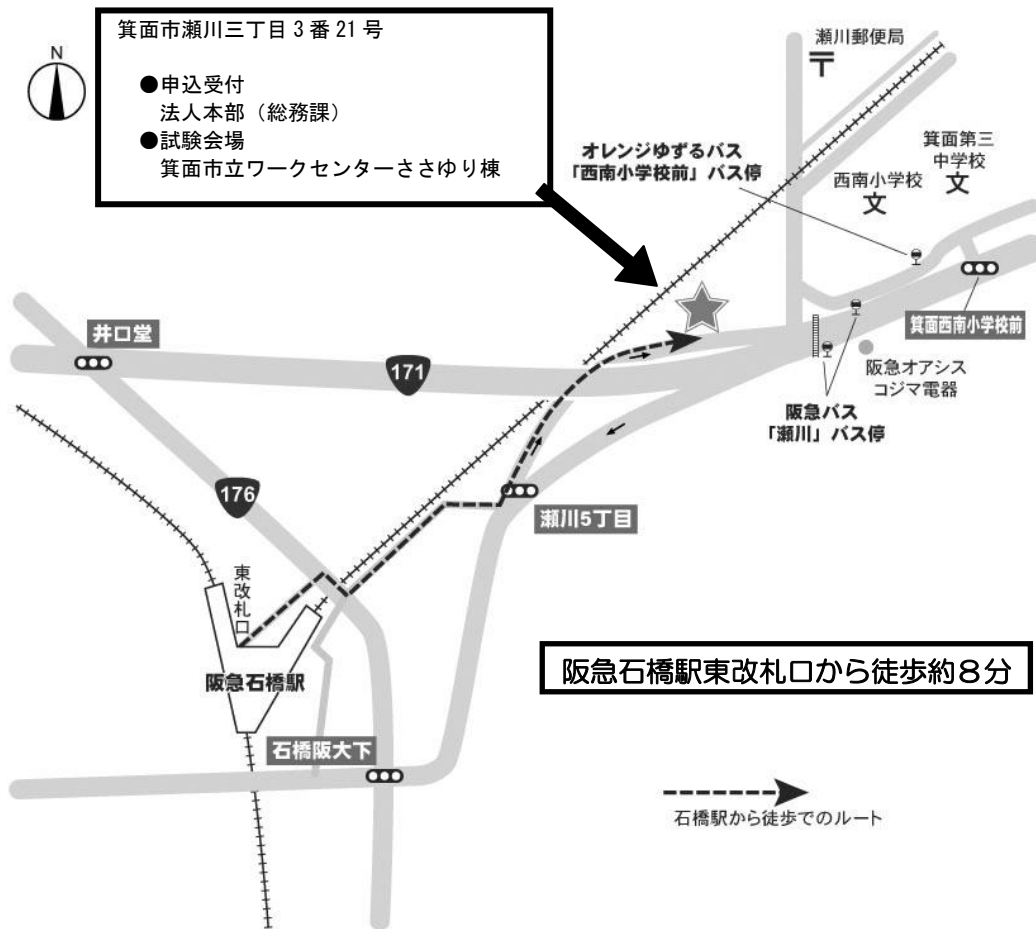 箕面市瀬川三丁目3番21号
●申込受付
法人本部（総務課）
●試験会場
箕面市立ワークセンターささゆり棟
N
瀬川郵便局
〒
オレンジゆずるバス
「西南小学校前」バス停
箕面第三
中学校
文
西南小学校
文
井口堂
171
箕面西南小学校前
阪急オアシス
コジマ電器
阪急バス
「瀬川」バス停
176
瀬川5丁目
東改札口
阪急石橋駅
阪急石橋駅東改札口から徒歩約8分
石橋阪大下
石橋駅から徒歩でのルート